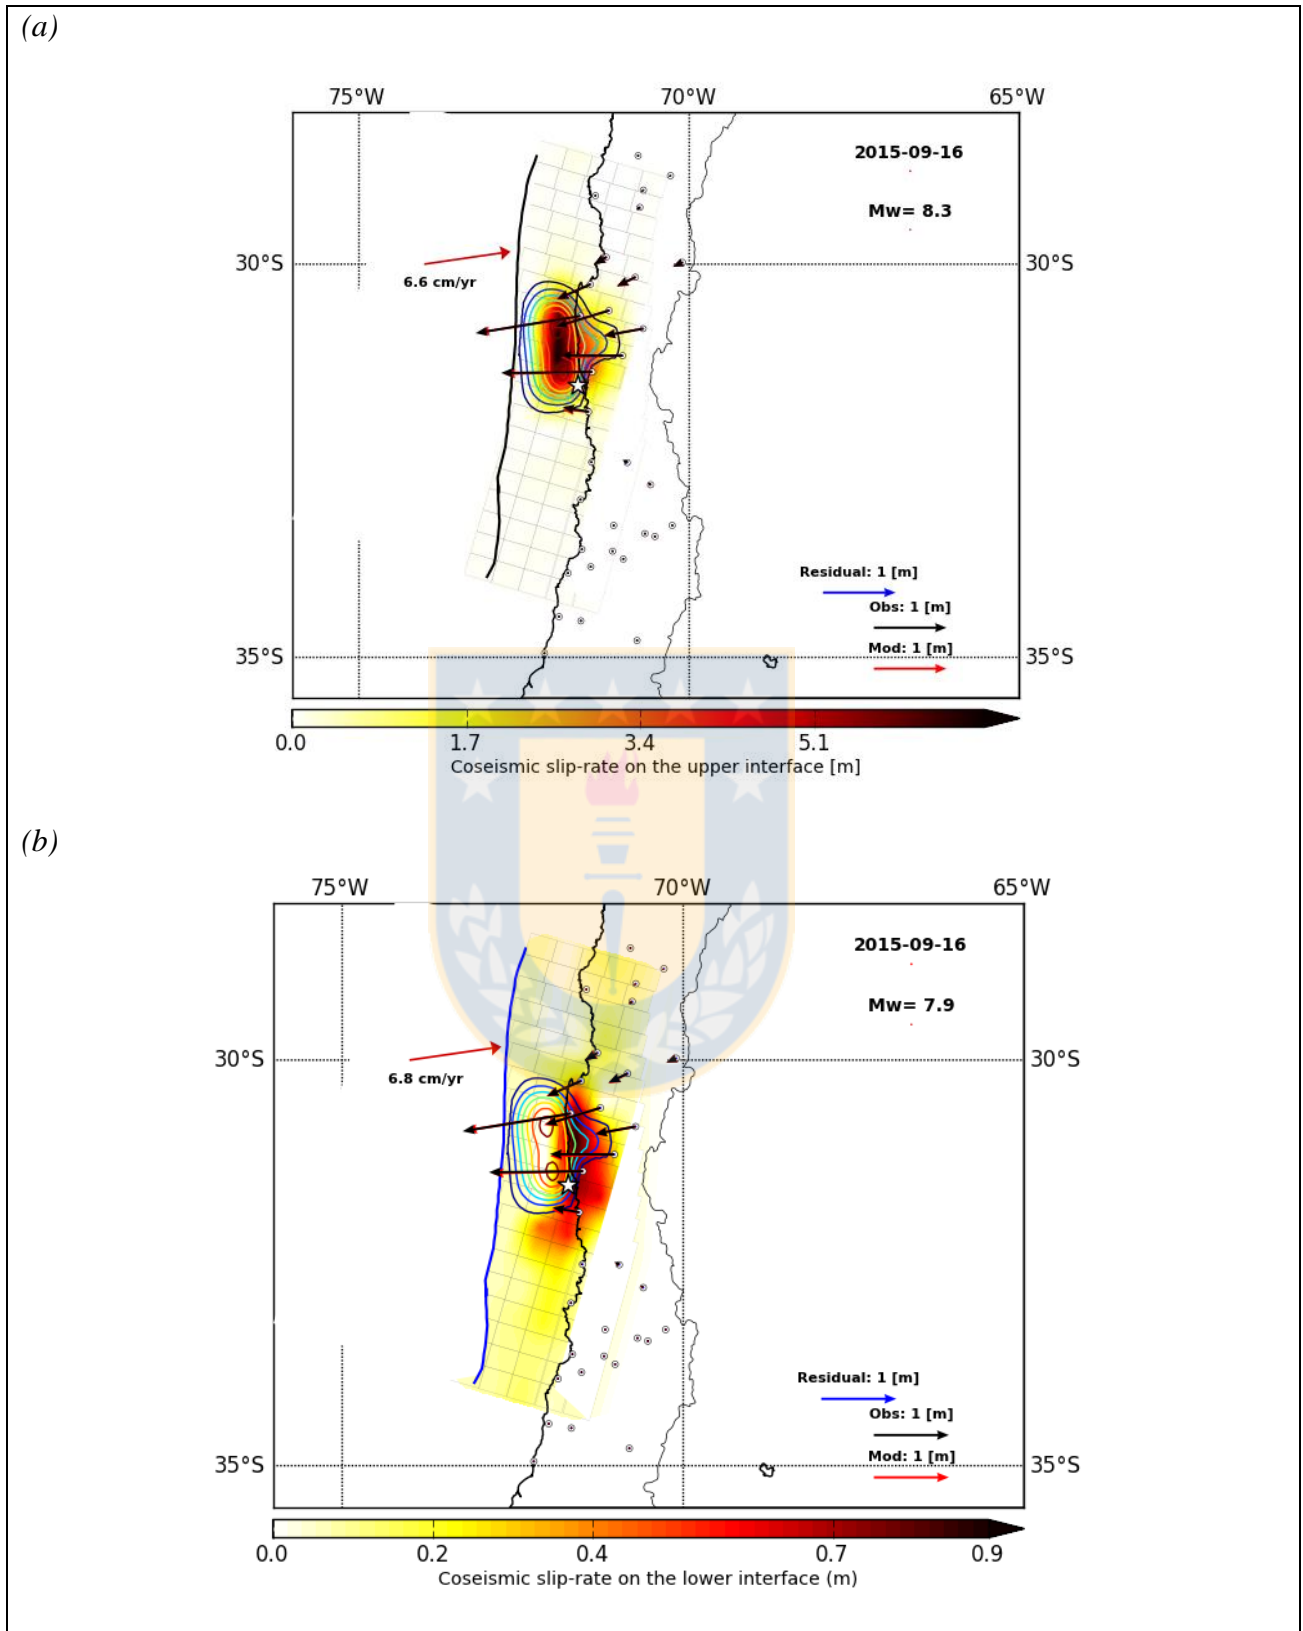 (a)
75°W 70°W 65°W
2015-09-16
Mw= 8.3
30°S 30°S
6.6 cm/yr
Residual: 1 [m]
Obs: 1 [m]
Mod: 1 [m]
35°S 35°S
0.0 1.7 3.4 5.1
Coseismic slip-rate on the upper interface [m]
(b)
75°W 70°W 65°W
2015-09-16
Mw= 7.9
30°S
6.8 cm/yr
Residual: 1 [m]
Obs: 1 [m]
Mod: 1 [m]
35°S 35°S
0.0 0.2 0.4 0.7 0.9
Coseismic slip-rate on the lower interface (m)